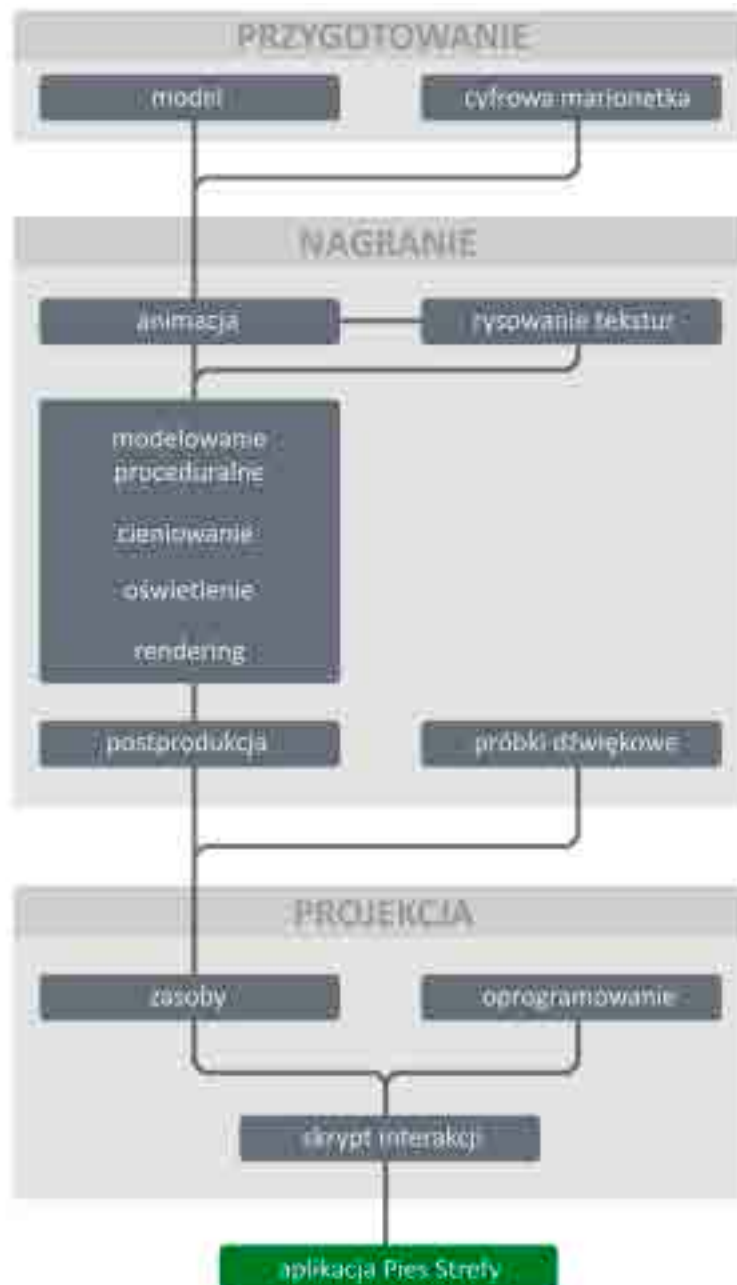 PRZYGOTOWANIE
model
cyfrowa marionetka
NAGRANIE
animacja
rysowanie tekstur
modelowanie
proceduralne
cieniowanie
oświetlenie
rendering
postprodukcja
próbki dźwiękowe
PROJEKCJA
zasoby
oprogramowanie
skrypt interakcji
aplikacja Pies Strefy